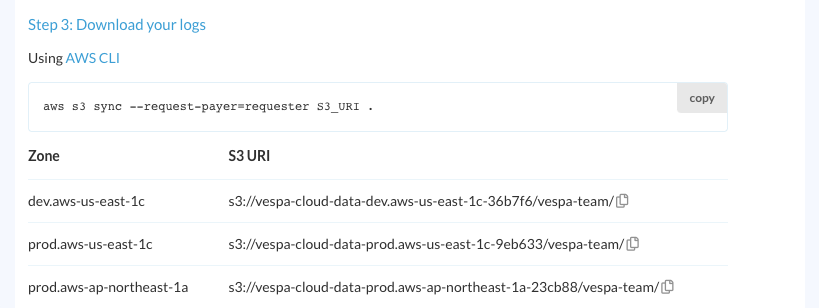 Step 3: Download your logs
Using AWS CLI
copy
aws s3 sync --request-payer=requester S3_URI .
Zone S3 URI
dev.aws-us-east-1c s3://vespa-cloud-data-dev.aws-us-east-1c-36b7f6/vespa-team/
prod.aws-us-east-1c s3://vespa-cloud-data-prod.aws-us-east-1c-9eb633/vespa-team/
prod.aws-ap-northeast-1a s3://vespa-cloud-data-prod.aws-ap-northeast-1a-23cb88/vespa-team/